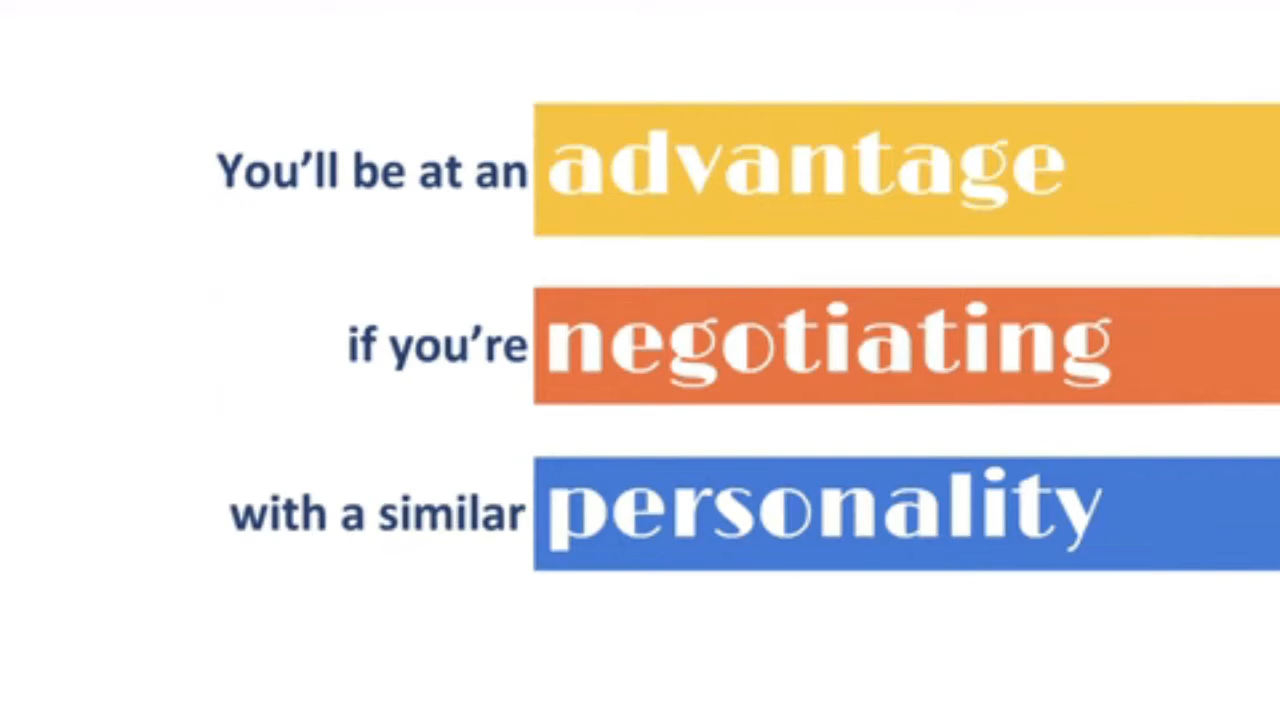 You’ll be at an advantage
if you’re negotiating
with a similar personality